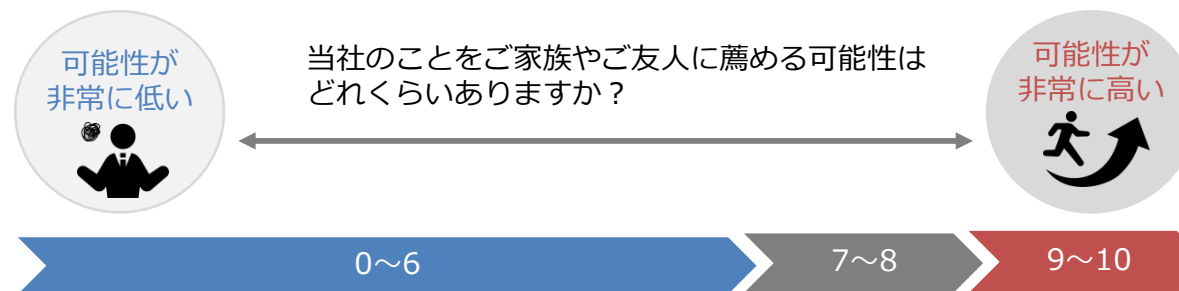 可能性が
非常に低い
当社のことをご家族やご友人に薦める可能性は
どれくらいありますか？
可能性が
非常に高い
0～6
7～8
9～10